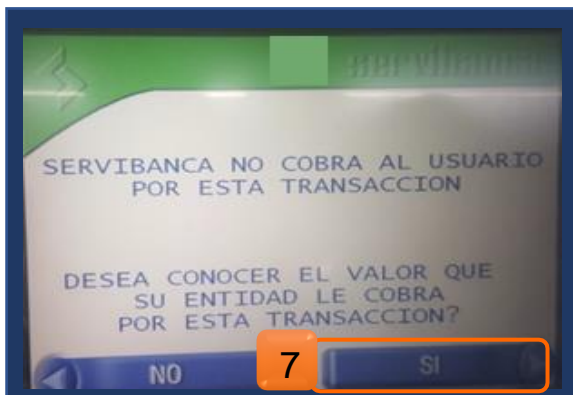 servibanca
SERVIBANCA NO COBRA AL USUARIO
POR ESTA TRANSACCION
DESEA CONOCER EL VALOR QUE
SU ENTIDAD LE COBRA
POR ESTA TRANSACCION?
NO
7
SI